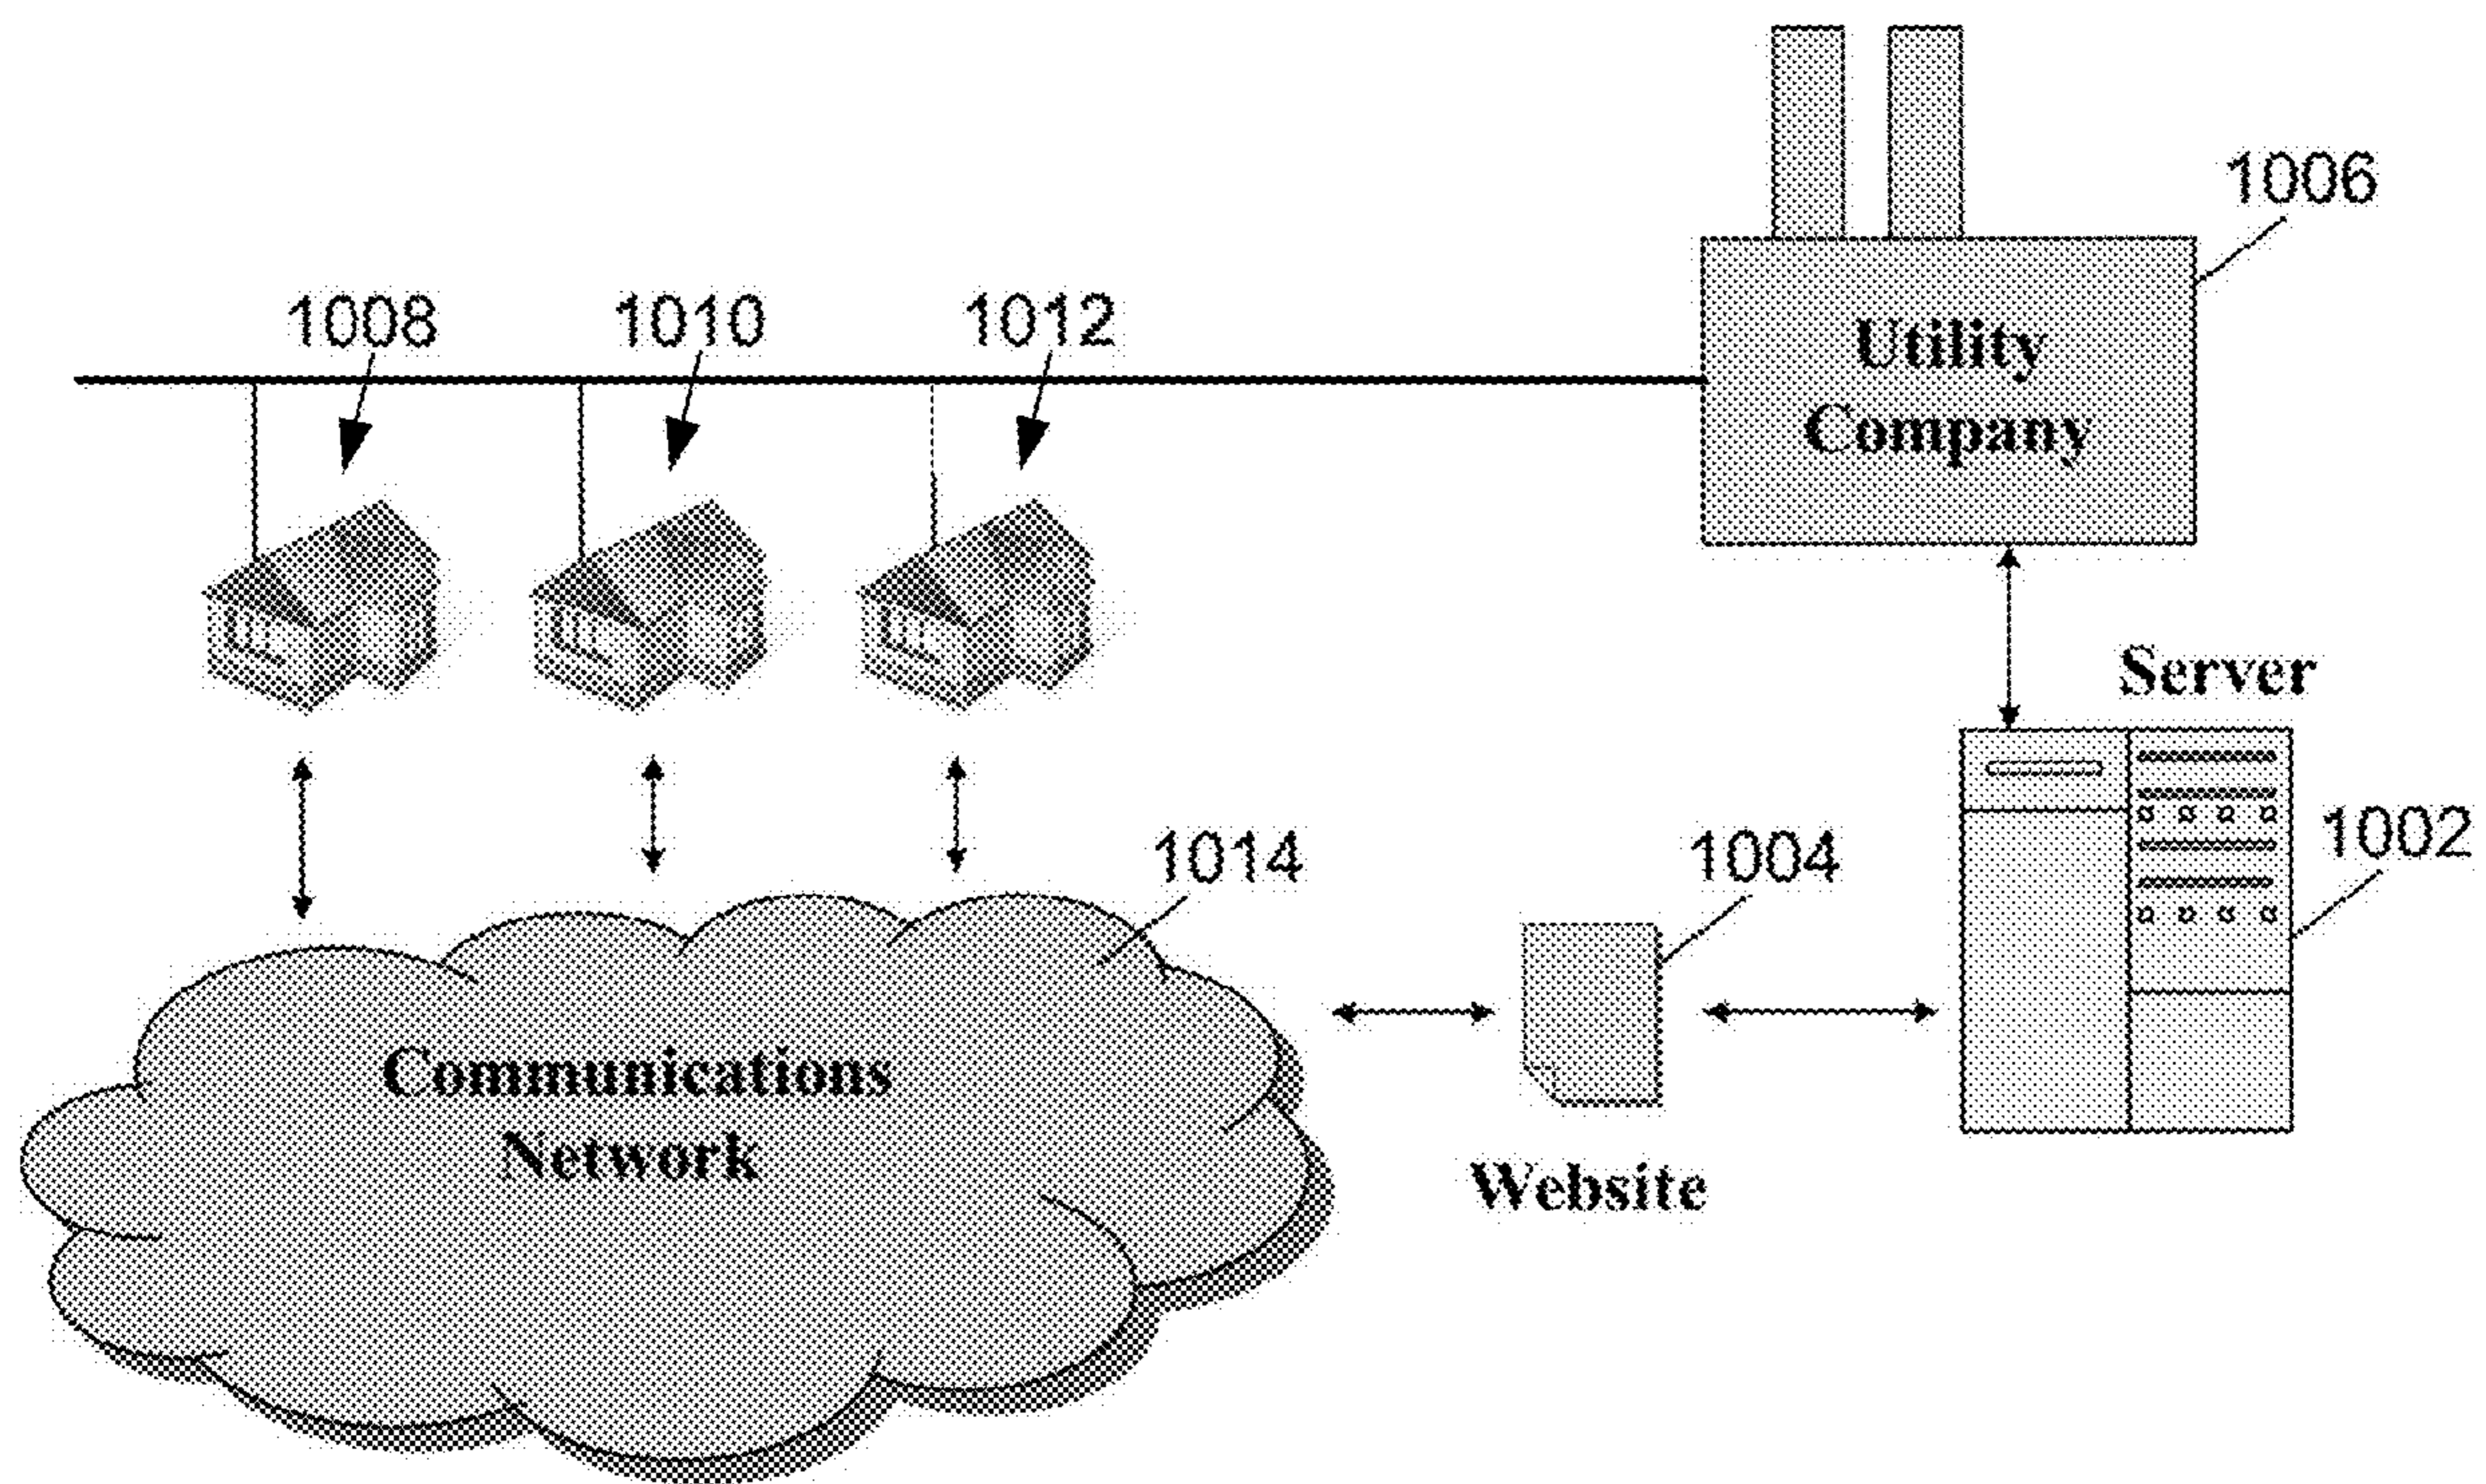 1006
1008
1010
1012
Utility
Company
Server
1014
1004
1002
Communications
Network
Website